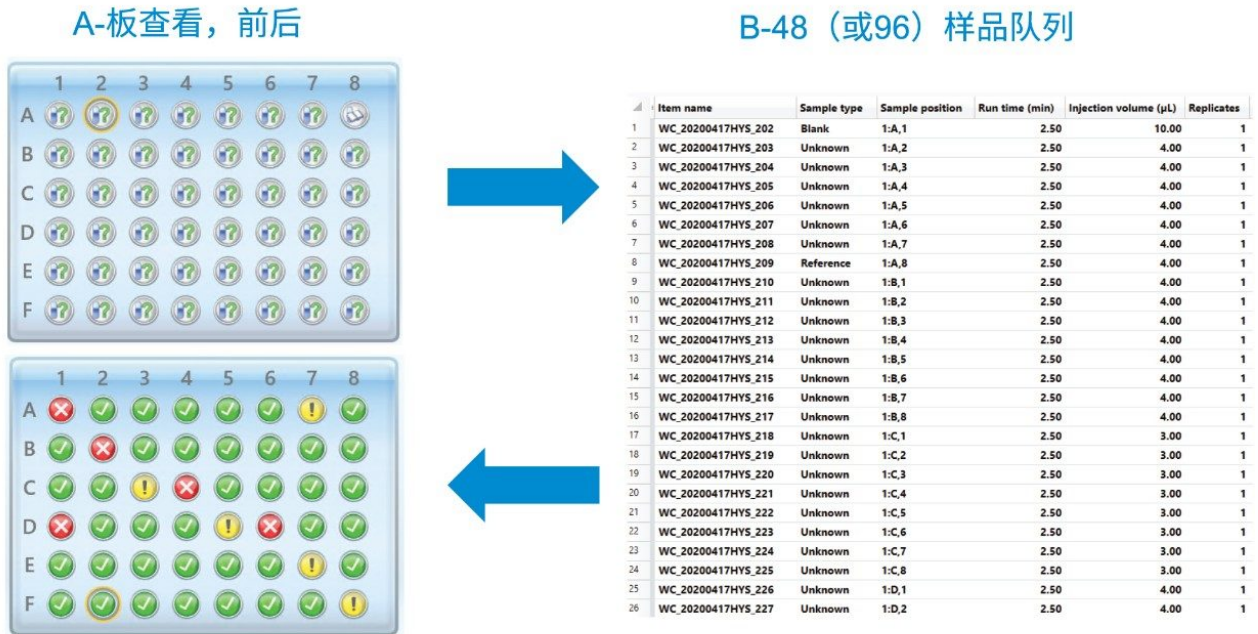 A-板查看，前后
B-48（或96）样品队列
1 2 3 4 5 6 7 8
A
B
C
D
E
F
1 2 3 4 5 6 7 8
A
B
C
D
E
F
Item name Sample type Sample position Run time (min) Injection volume (µL) Replicates
1 WC_20200417HYS_202 Blank 1:A,1 2.50 10.00 1
2 WC_20200417HYS_203 Unknown 1:A,2 2.50 4.00 1
3 WC_20200417HYS_204 Unknown 1:A,3 2.50 4.00 1
4 WC_20200417HYS_205 Unknown 1:A,4 2.50 4.00 1
5 WC_20200417HYS_206 Unknown 1:A,5 2.50 4.00 1
6 WC_20200417HYS_207 Unknown 1:A,6 2.50 4.00 1
7 WC_20200417HYS_208 Unknown 1:A,7 2.50 4.00 1
8 WC_20200417HYS_209 Reference 1:A,8 2.50 4.00 1
9 WC_20200417HYS_210 Unknown 1:B,1 2.50 4.00 1
10 WC_20200417HYS_211 Unknown 1:B,2 2.50 4.00 1
11 WC_20200417HYS_212 Unknown 1:B,3 2.50 4.00 1
12 WC_20200417HYS_213 Unknown 1:B,4 2.50 4.00 1
13 WC_20200417HYS_214 Unknown 1:B,5 2.50 4.00 1
14 WC_20200417HYS_215 Unknown 1:B,6 2.50 4.00 1
15 WC_20200417HYS_216 Unknown 1:B,7 2.50 4.00 1
16 WC_20200417HYS_217 Unknown 1:B,8 2.50 4.00 1
17 WC_20200417HYS_218 Unknown 1:C,1 2.50 3.00 1
18 WC_20200417HYS_219 Unknown 1:C,2 2.50 3.00 1
19 WC_20200417HYS_220 Unknown 1:C,3 2.50 3.00 1
20 WC_20200417HYS_221 Unknown 1:C,4 2.50 3.00 1
21 WC_20200417HYS_222 Unknown 1:C,5 2.50 3.00 1
22 WC_20200417HYS_223 Unknown 1:C,6 2.50 3.00 1
23 WC_20200417HYS_224 Unknown 1:C,7 2.50 3.00 1
24 WC_20200417HYS_225 Unknown 1:C,8 2.50 3.00 1
25 WC_20200417HYS_226 Unknown 1:D,1 2.50 4.00 1
26 WC_20200417HYS_227 Unknown 1:D,2 2.50 4.00 1